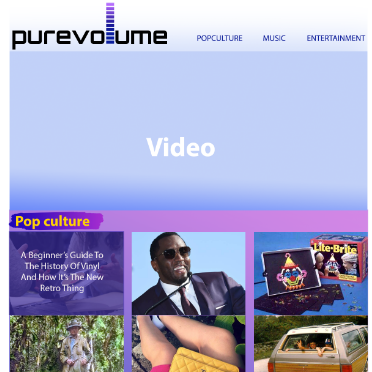 purevolume
POPCULTURE MUSIC ENTERTAINMENT
Video
Pop culture
A Beginner's Guide To
The History Of Vinyl
And How It's The New
Retro Thing
Lite-Brite